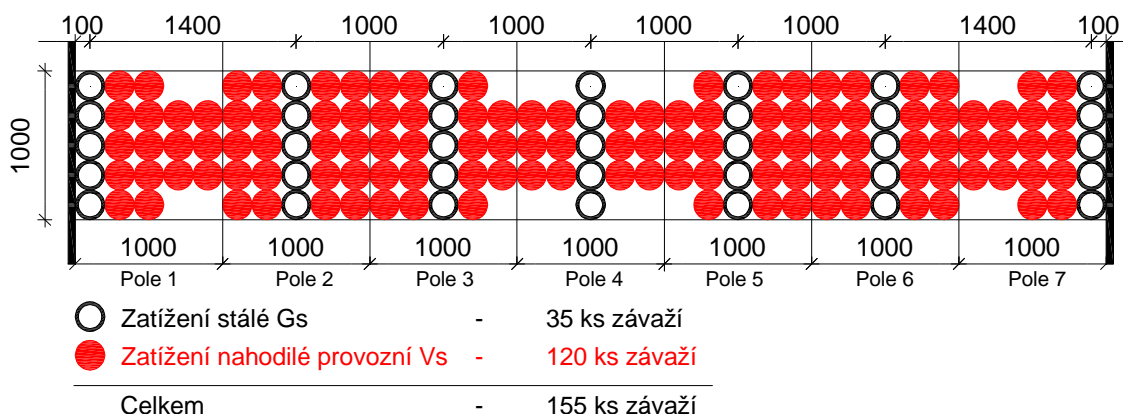 100 1400 1000 1000 1000 1000 1000 1400 100
1000
1000 1000 1000 1000 1000 1000 1000
Pole 1 Pole 2 Pole 3 Pole 4 Pole 5 Pole 6 Pole 7
Zatížení stálé Gs - 35 ks závaží
Zatížení nahodilé provozní Vs - 120 ks závaží
Celkem - 155 ks závaží